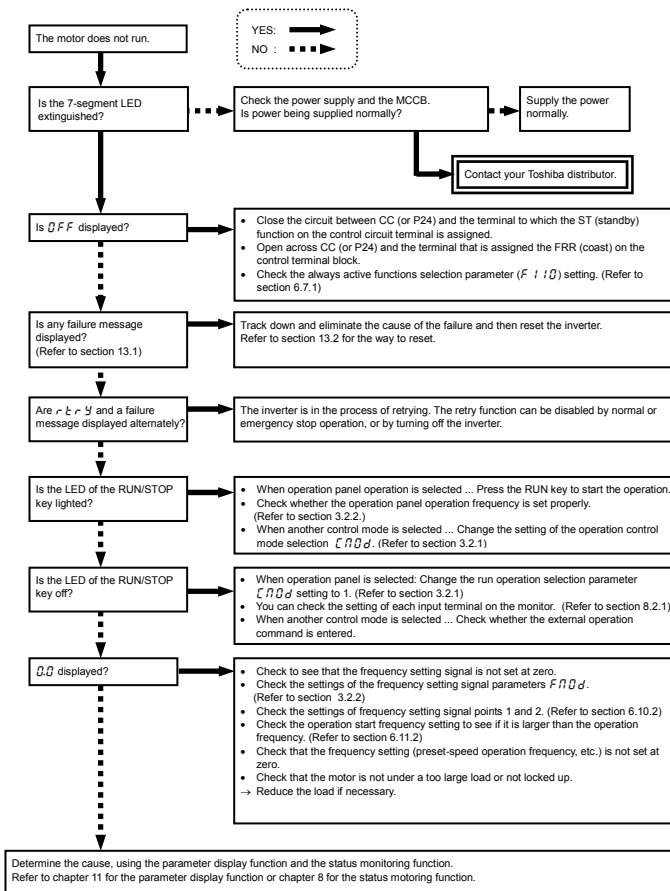 The motor does not run.
YES:
NO :
Is the 7-segment LED
extinguished?
Check the power supply and the MCCB.
Is power being supplied normally?
Supply the power
normally.
Contact your Toshiba distributor.
Is OFF displayed?
• Close the circuit between CC (or P24) and the terminal to which the ST (standby)
function on the control circuit terminal is assigned.
• Open across CC (or P24) and the terminal that is assigned the FRR (coast) on the
control terminal block.
• Check the always active functions selection parameter (F110) setting. (Refer to
section 6.7.1)
Is any failure message
displayed?
(Refer to section 13.1)
Track down and eliminate the cause of the failure and then reset the inverter.
Refer to section 13.2 for the way to reset.
Are rtry and a failure
message displayed alternately?
The inverter is in the process of retrying. The retry function can be disabled by normal or
emergency stop operation, or by turning off the inverter.
Is the LED of the RUN/STOP
key lighted?
• When operation panel operation is selected ... Press the RUN key to start the operation.
• Check whether the operation panel operation frequency is set properly.
(Refer to section 3.2.2.)
• When another control mode is selected ... Change the setting of the operation control
mode selection CMOd. (Refer to section 3.2.1)
Is the LED of the RUN/STOP
key off?
• When operation panel is selected: Change the run operation selection parameter
CMOd setting to 1. (Refer to section 3.2.1)
• You can check the setting of each input terminal on the monitor. (Refer to section 8.2.1)
• When another control mode is selected ... Check whether the external operation
command is entered.
0.0 displayed?
• Check to see that the frequency setting signal is not set at zero.
• Check the settings of the frequency setting signal parameters FMOd.
(Refer to section 3.2.2)
• Check the settings of frequency setting signal points 1 and 2. (Refer to section 6.10.2)
• Check the operation start frequency setting to see if it is larger than the operation
frequency. (Refer to section 6.11.2)
• Check that the frequency setting (preset-speed operation frequency, etc.) is not set at
zero.
• Check that the motor is not under a too large load or not locked up.
→ Reduce the load if necessary.
Determine the cause, using the parameter display function and the status monitoring function.
Refer to chapter 11 for the parameter display function or chapter 8 for the status motoring function.